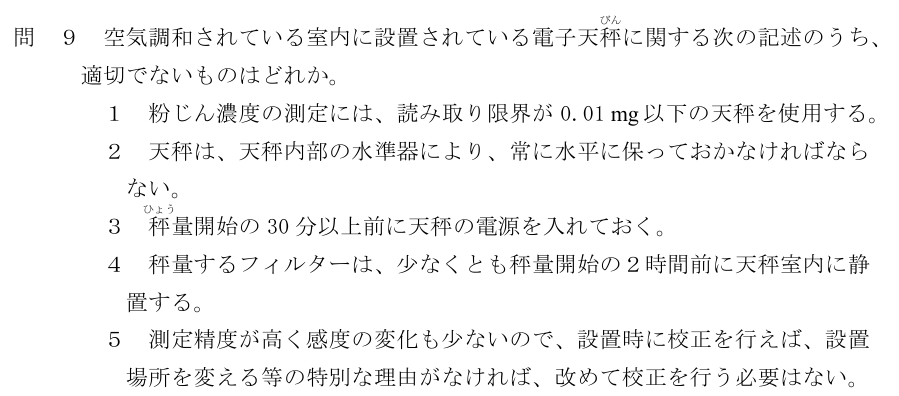 問 9 空気調和されている室内に設置されている電子天秤びんに関する次の記述のうち、
適切でないものはどれか。
1 粉じん濃度の測定には、読み取り限界が 0.01 mg 以下の天秤を使用する。
2 天秤は、天秤内部の水準器により、常に水平に保っておかなければなら
ない。
3 秤ひょう量開始の 30 分以上前に天秤の電源を入れておく。
4 秤量するフィルターは、少なくとも秤量開始の2時間前に天秤室内に静
置する。
5 測定精度が高く感度の変化も少ないので、設置時に校正を行えば、設置
場所を変える等の特別な理由がなければ、改めて校正を行う必要はない。